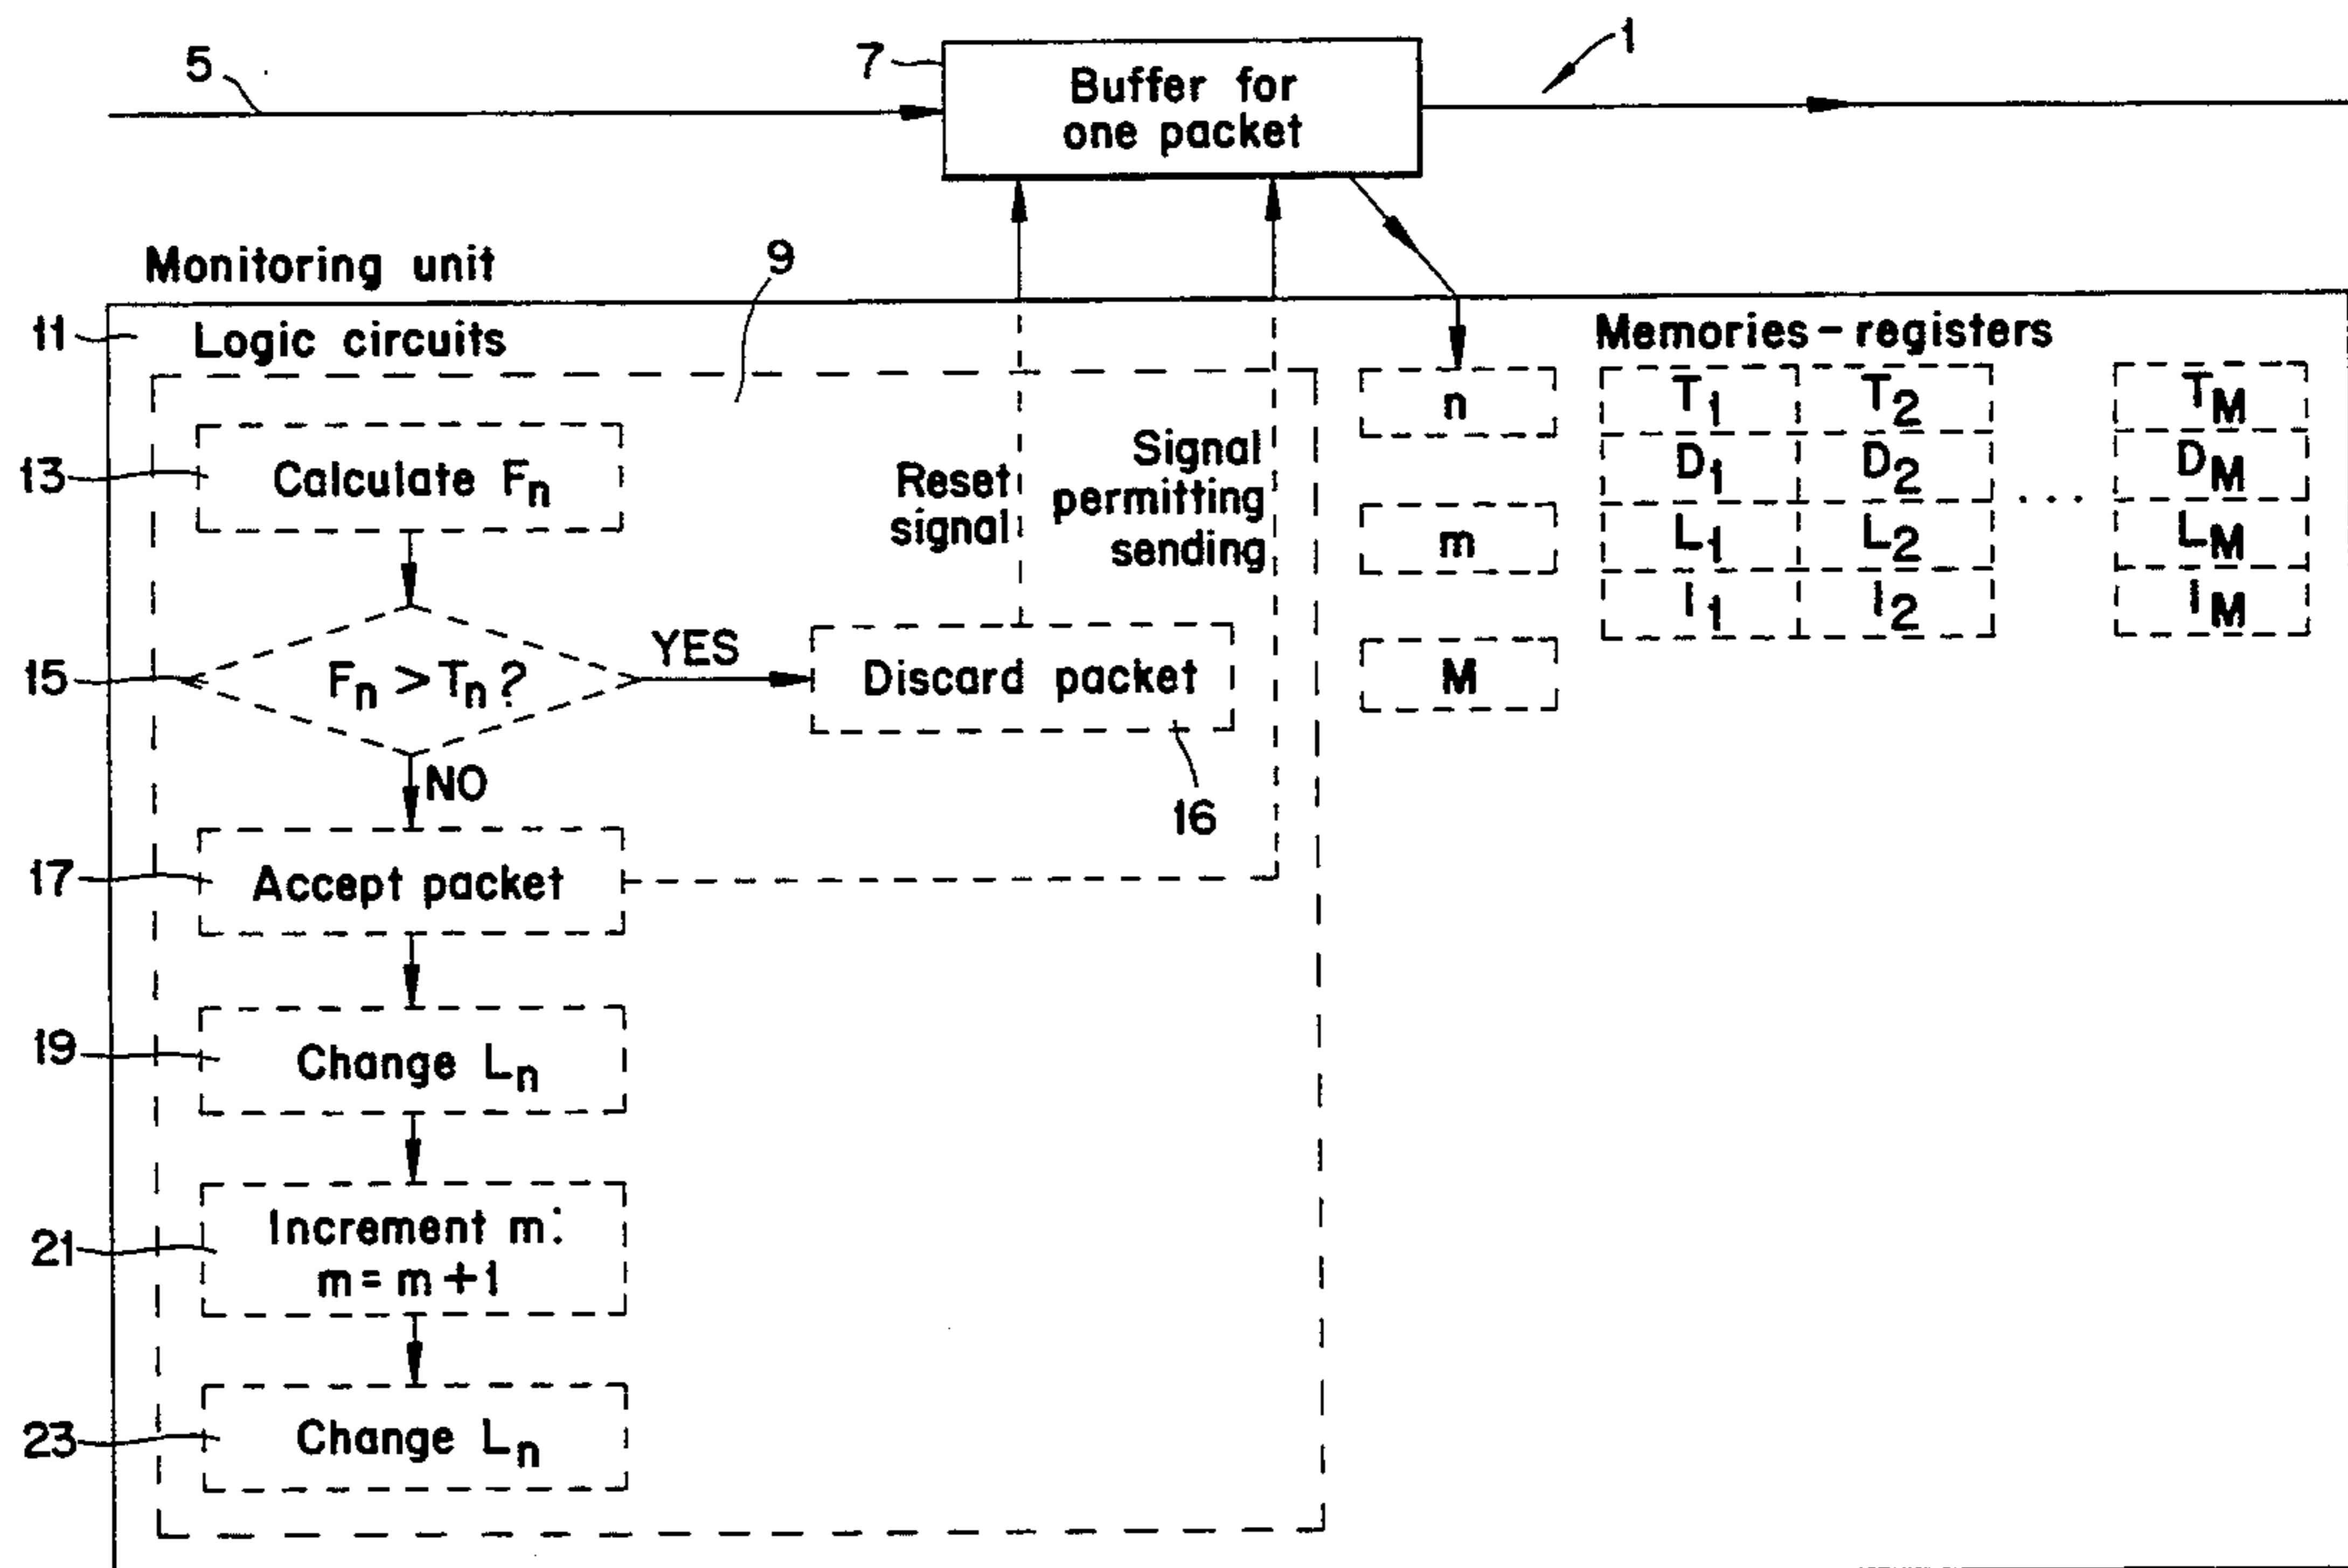 5
7
Buffer for
one packet
1
Monitoring unit
9
11
Logic circuits
Memories-registers
13
Calculate Fn
Reset
signal
Signal
permitting
sending
n
m
M
T1 T2 TM
D1 D2 ... DM
L1 L2 LM
I1 I2 IM
15
Fn > Tn ?
YES
Discard packet
16
NO
17
Accept packet
19
Change Ln
21
Increment m:
m = m + 1
23
Change Ln